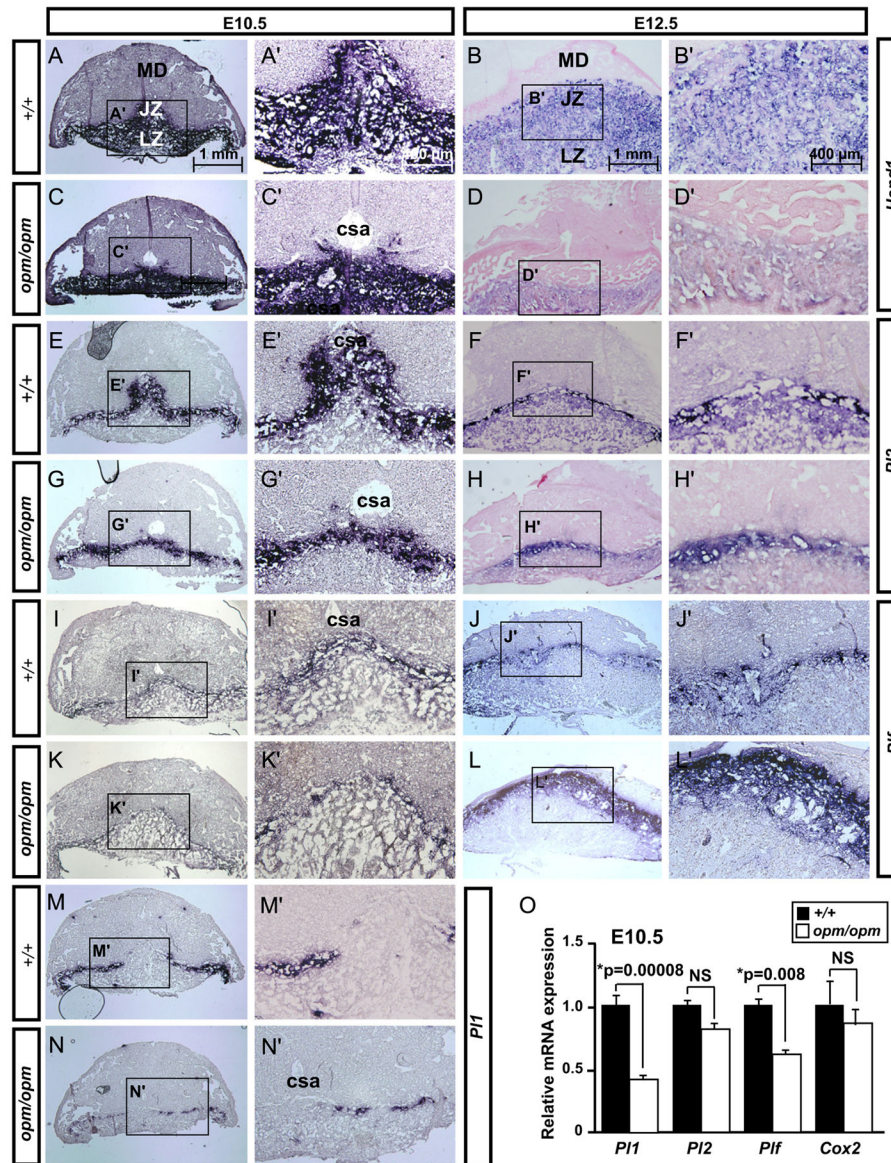 E10.5 E12.5
+/+ A MD A' JZ LZ A' 1 mm B MD B' JZ LZ 1 mm B' 400 µm
opm/opm C C' C' csa csa D D' D'
+/+ E E' E' csa F F' F'
opm/opm G G' G' csa H H' H'
+/+ I I' I' csa J J' J'
opm/opm K K' K' L L' L'
+/+ M M' M'
opm/opm N N' N' csa
Pl1
O
+/+
opm/opm
E10.5
Relative mRNA expression
1.5
1.0
0.5
0
*p=0.00008 NS *p=0.008 NS
Pl1 Pl2 Plf Cox2